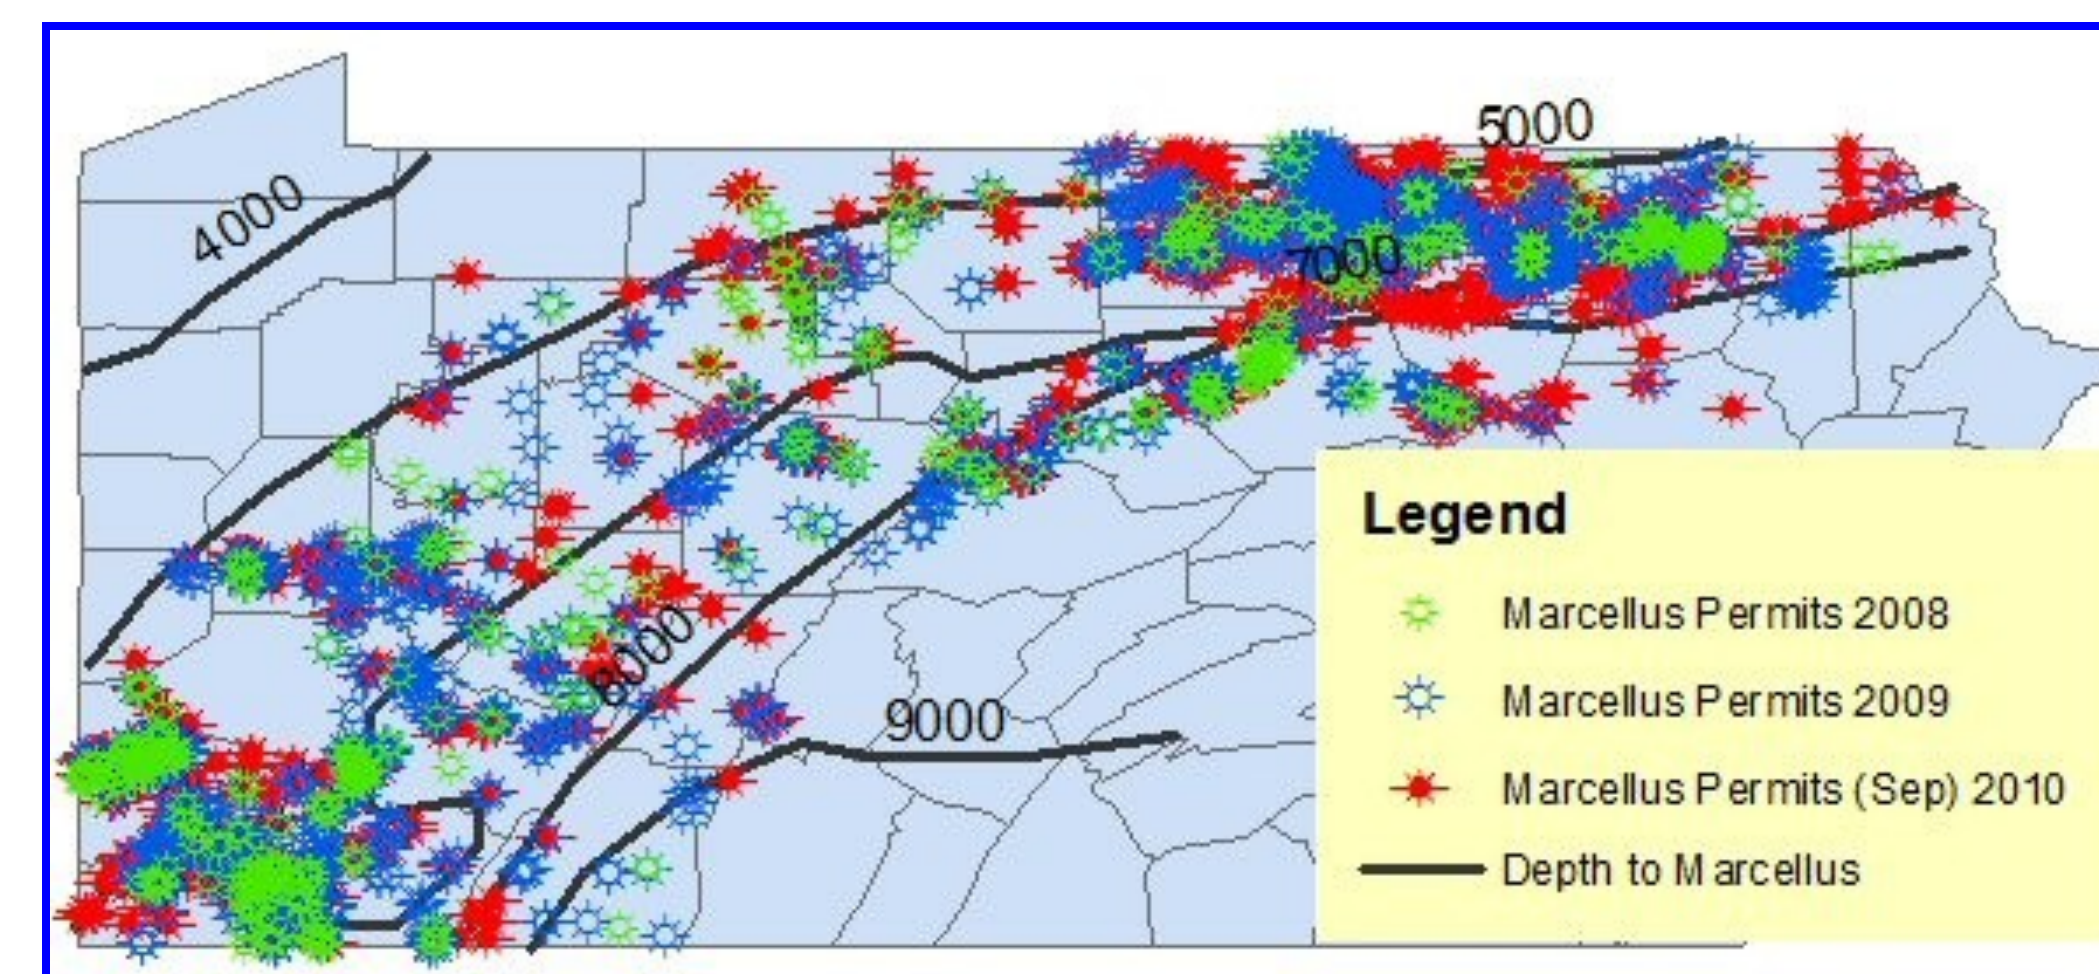 5000
4000
7000
8000
9000
Legend
Marcellus Permits 2008
Marcellus Permits 2009
Marcellus Permits (Sep) 2010
Depth to Marcellus